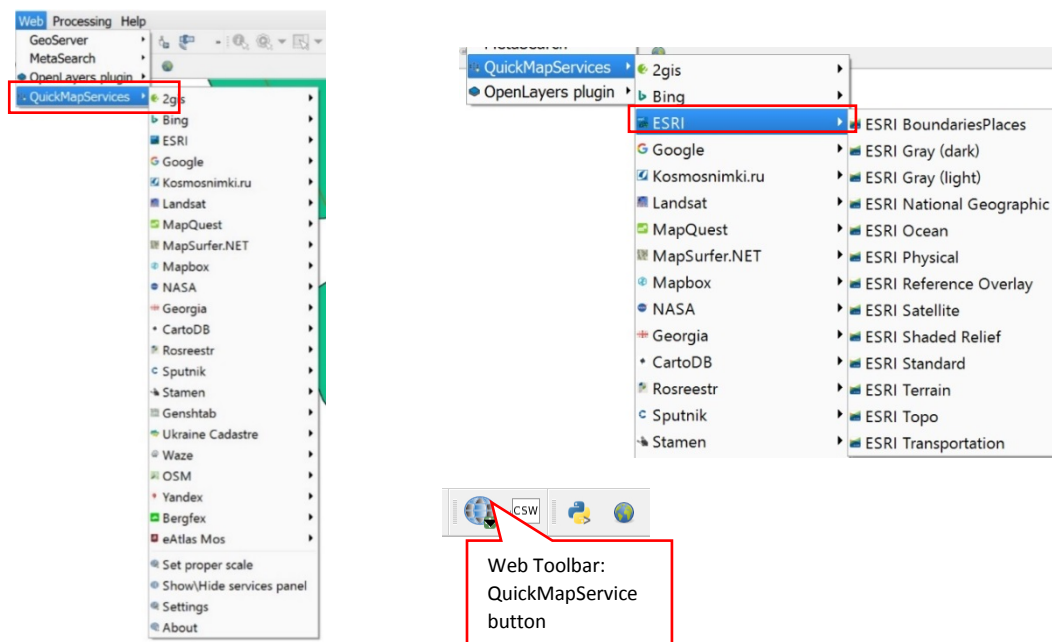 Web Processing Help
GeoServer
MetaSearch
OpenLayers plugin
QuickMapServices
2gis
Bing
ESRI
Google
Kosmosnimki.ru
Landsat
MapQuest
MapSurfer.NET
Mapbox
NASA
Georgia
CartoDB
Rosreestr
Sputnik
Stamen
Genshtab
Ukraine Cadastre
Waze
OSM
Yandex
Bergfex
eAtlas Mos
Set proper scale
Show\Hide services panel
Settings
About
MetaSearch
QuickMapServices
OpenLayers plugin
2gis
Bing
ESRI
Google
Kosmosnimki.ru
Landsat
MapQuest
MapSurfer.NET
Mapbox
NASA
Georgia
CartoDB
Rosreestr
Sputnik
Stamen
ESRI BoundariesPlaces
ESRI Gray (dark)
ESRI Gray (light)
ESRI National Geographic
ESRI Ocean
ESRI Physical
ESRI Reference Overlay
ESRI Satellite
ESRI Shaded Relief
ESRI Standard
ESRI Terrain
ESRI Topo
ESRI Transportation
CSW
Web Toolbar:
QuickMapService
button